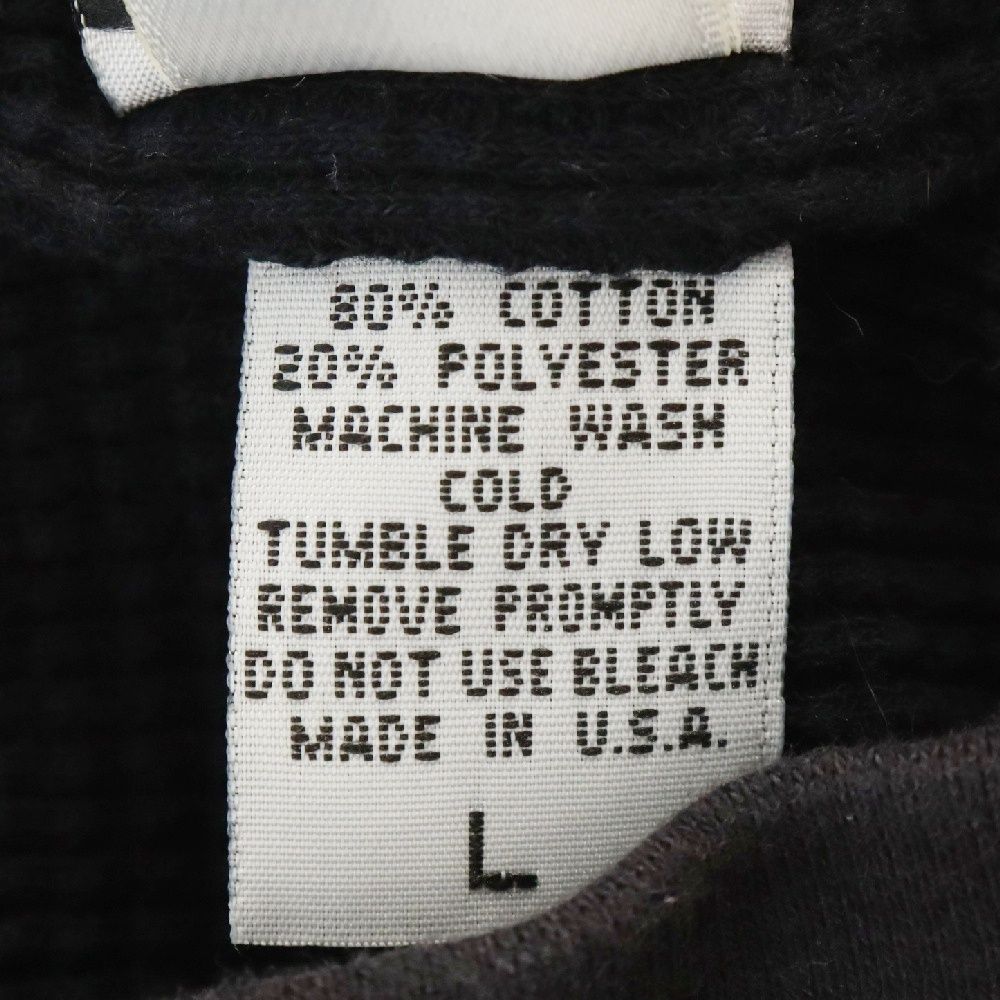 80% COTTON
20% POLYESTER
MACHINE WASH
COLD
TUMBLE DRY LOW
REMOVE PROMPTLY
DO NOT USE BLEACH
MADE IN U.S.A.
L